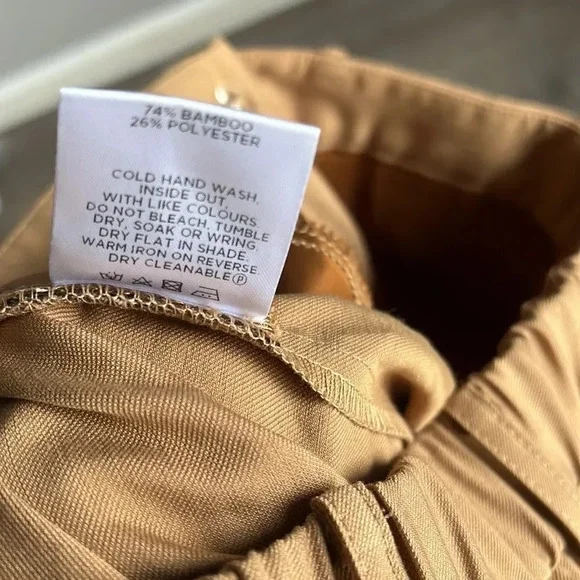 74% BAMBOO
26% POLYESTER
COLD HAND WASH,
INSIDE OUT,
WITH LIKE COLOURS.
DO NOT BLEACH, TUMBLE
DRY, SOAK OR WRING.
DRY FLAT IN SHADE.
WARM IRON ON REVERSE.
DRY CLEANABLE Ⓟ